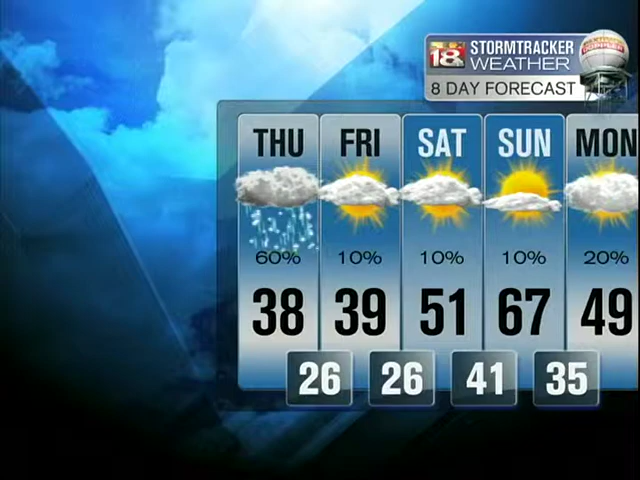 18
STORMTRACKER
WEATHER
DOPPLER
8 DAY FORECAST
THU FRI SAT SUN MON
60% 10% 10% 10% 20%
38 39 51 67 49
26 26 41 35